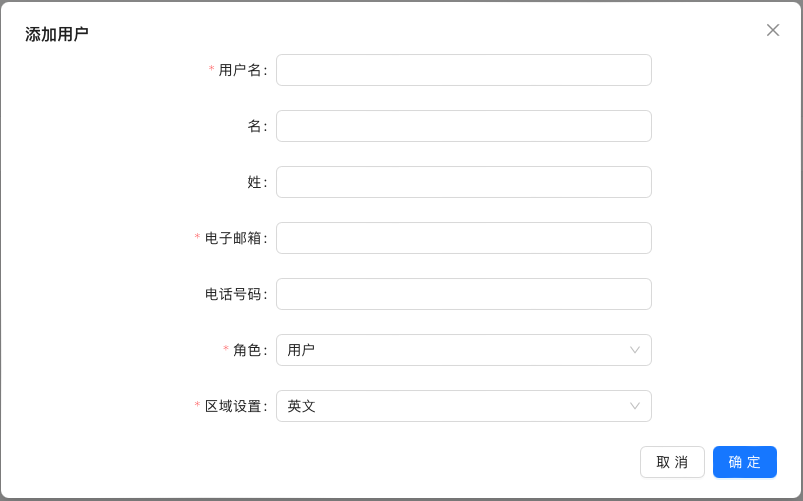 添加用户
* 用户名：
名：
姓：
* 电子邮箱：
电话号码：
* 角色： 用户
* 区域设置： 英文
取 消 确 定